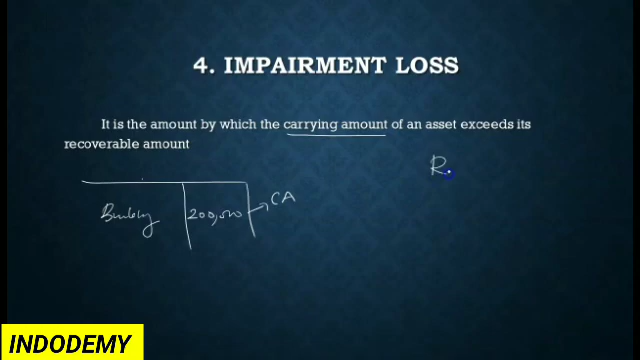 4. IMPAIRMENT LOSS
It is the amount by which the carrying amount of an asset exceeds its
recoverable amount
R
Building 200,000 → CA
INDODEMY